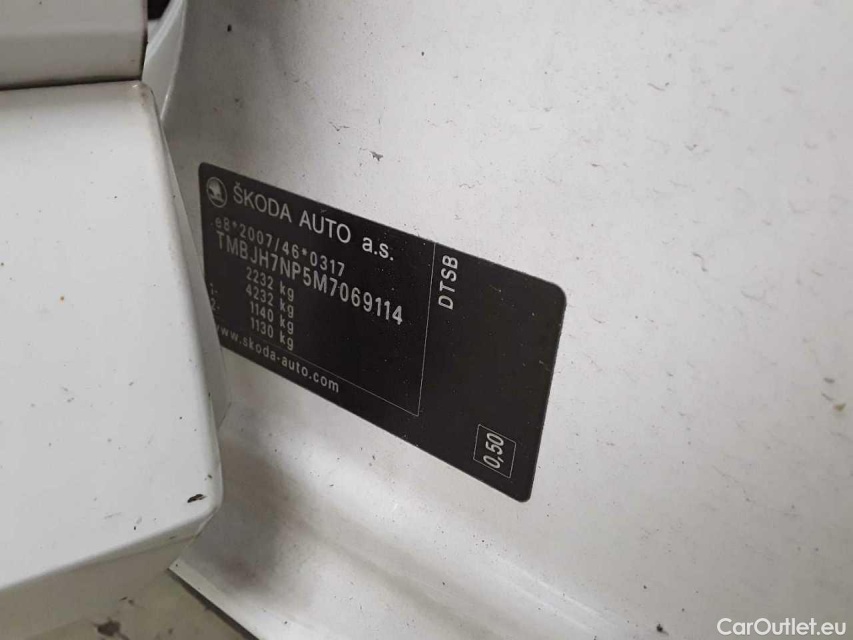 ŠKODA AUTO a.s.
e8*2007/46*0317
TMBJH7NP5M7069114
2232 kg
4232 kg
1- 1140 kg
2- 1130 kg
www.skoda-auto.com
DTSB
0,50
CarOutlet.eu